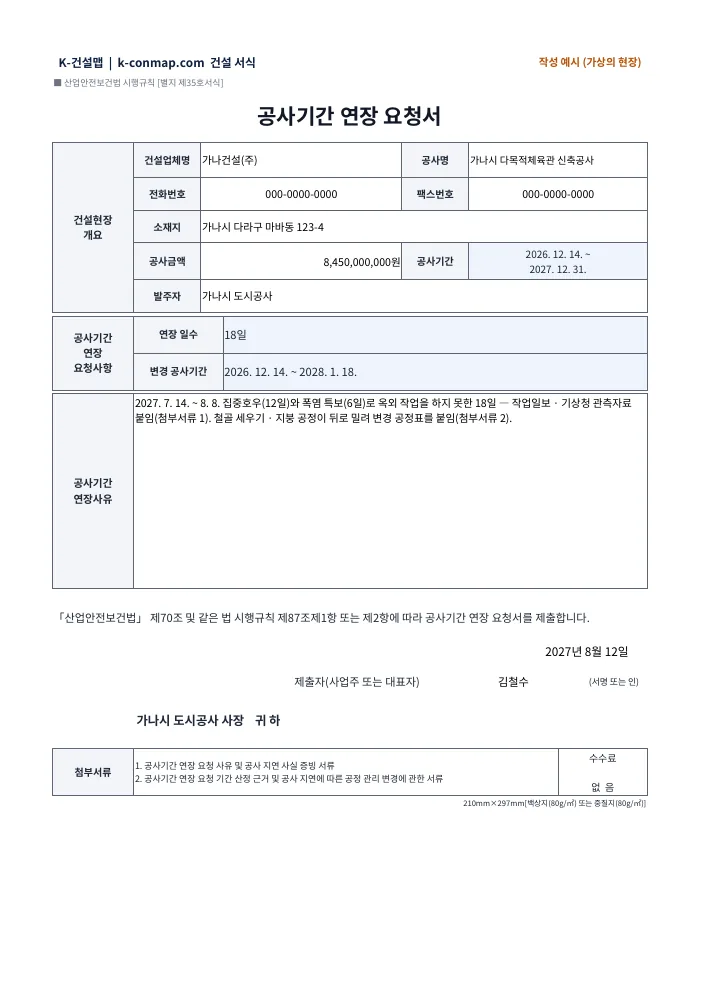 K-건설맵 | k-conmap.com 건설 서식
작성 예시 (가상의 현장)
■ 산업안전보건법 시행규칙 [별지 제35호서식]
공사기간 연장 요청서
건설현장
개요
건설업체명
가나건설(주)
공사명
가나시 다목적체육관 신축공사
전화번호
000-0000-0000
팩스번호
000-0000-0000
소재지
가나시 다라구 마바동 123-4
공사금액
8,450,000,000원
공사기간
2026. 12. 14. ~
2027. 12. 31.
발주자
가나시 도시공사
공사기간
연장
요청사항
연장 일수
18일
변경 공사기간
2026. 12. 14. ~ 2028. 1. 18.
공사기간
연장사유
2027. 7. 14. ~ 8. 8. 집중호우(12일)와 폭염 특보(6일)로 옥외 작업을 하지 못한 18일 — 작업일보 · 기상청 관측자료
붙임(첨부서류 1). 철골 세우기 · 지붕 공정이 뒤로 밀려 변경 공정표를 붙임(첨부서류 2).
「산업안전보건법」 제70조 및 같은 법 시행규칙 제87조제1항 또는 제2항에 따라 공사기간 연장 요청서를 제출합니다.
2027년 8월 12일
제출자(사업주 또는 대표자) 김철수 (서명 또는 인)
가나시 도시공사 사장 귀 하
첨부서류
1. 공사기간 연장 요청 사유 및 공사 지연 사실 증빙 서류
2. 공사기간 연장 요청 기간 산정 근거 및 공사 지연에 따른 공정 관리 변경에 관한 서류
수수료
없 음
210mm×297mm[백상지(80g/㎡) 또는 중질지(80g/㎡)]